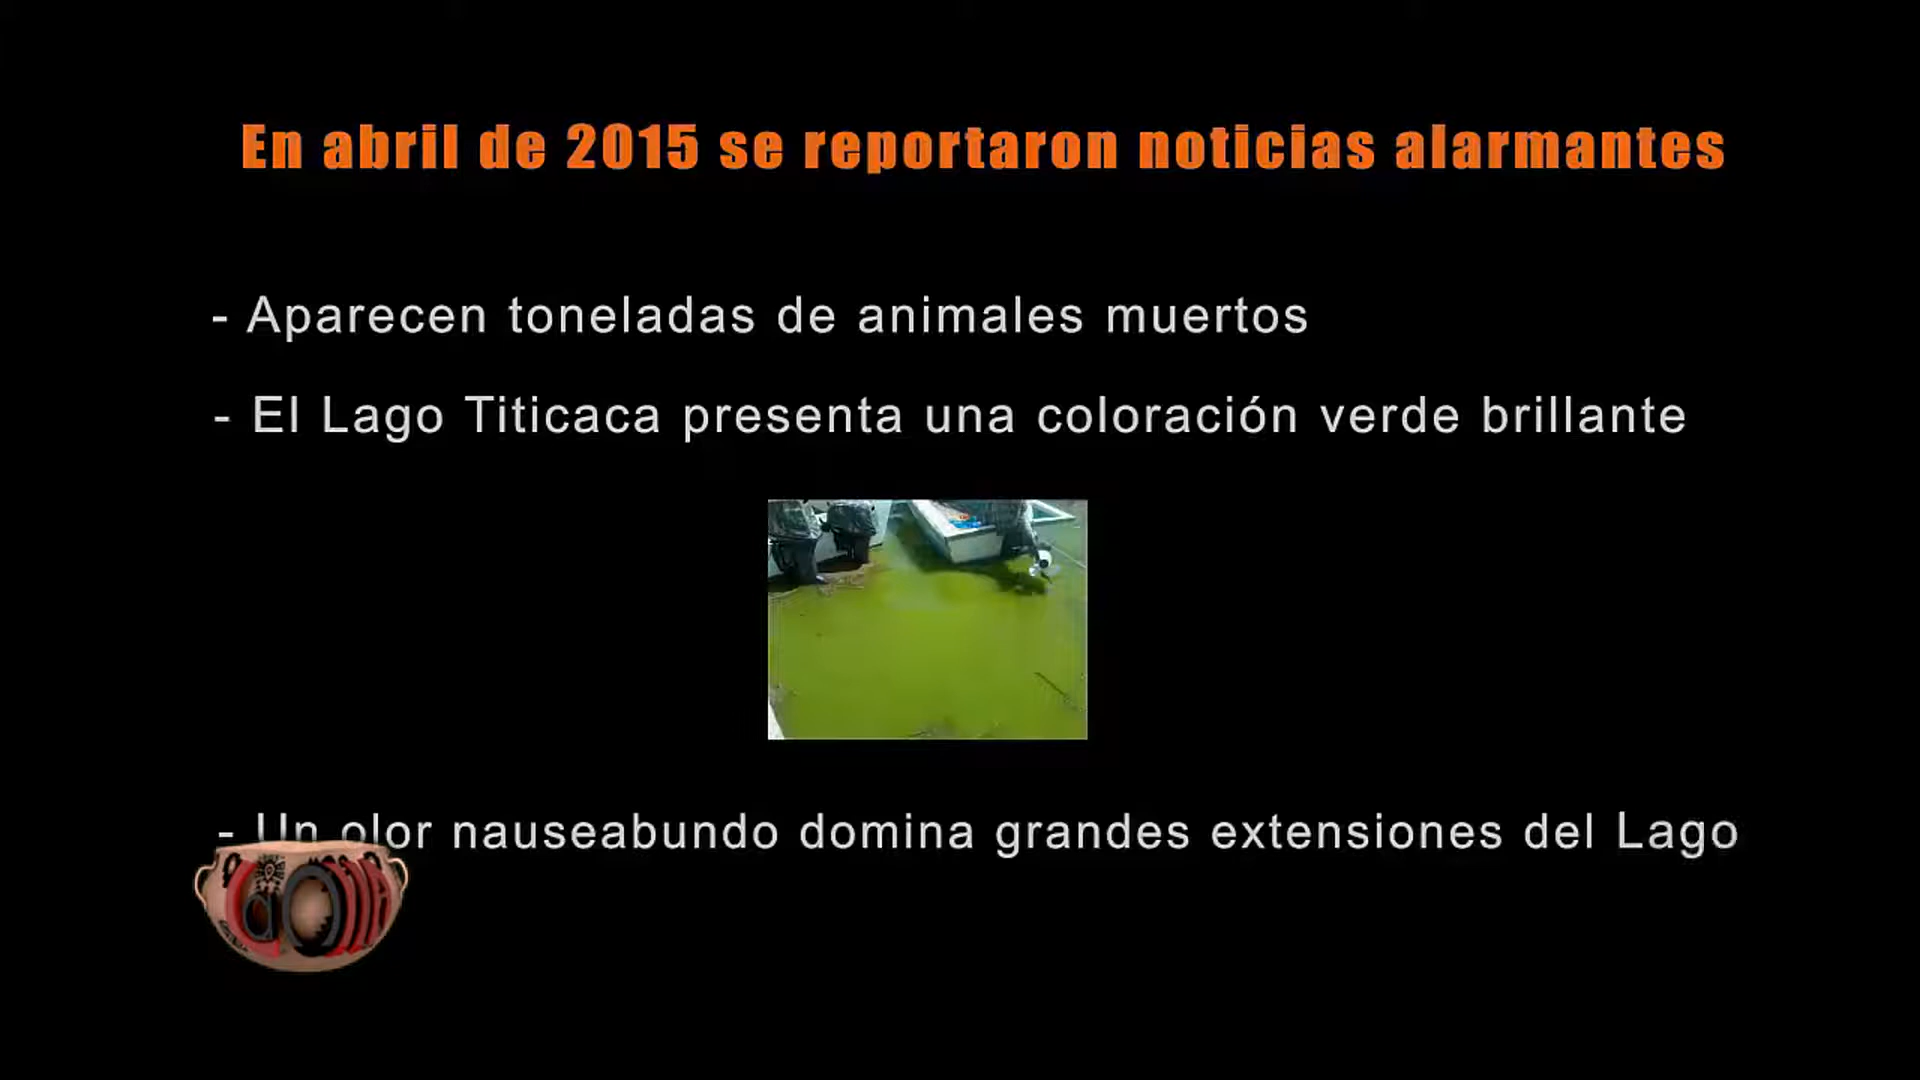 En abril de 2015 se reportaron noticias alarmantes
- Aparecen toneladas de animales muertos
- El Lago Titicaca presenta una coloración verde brillante
- Un olor nauseabundo domina grandes extensiones del Lago